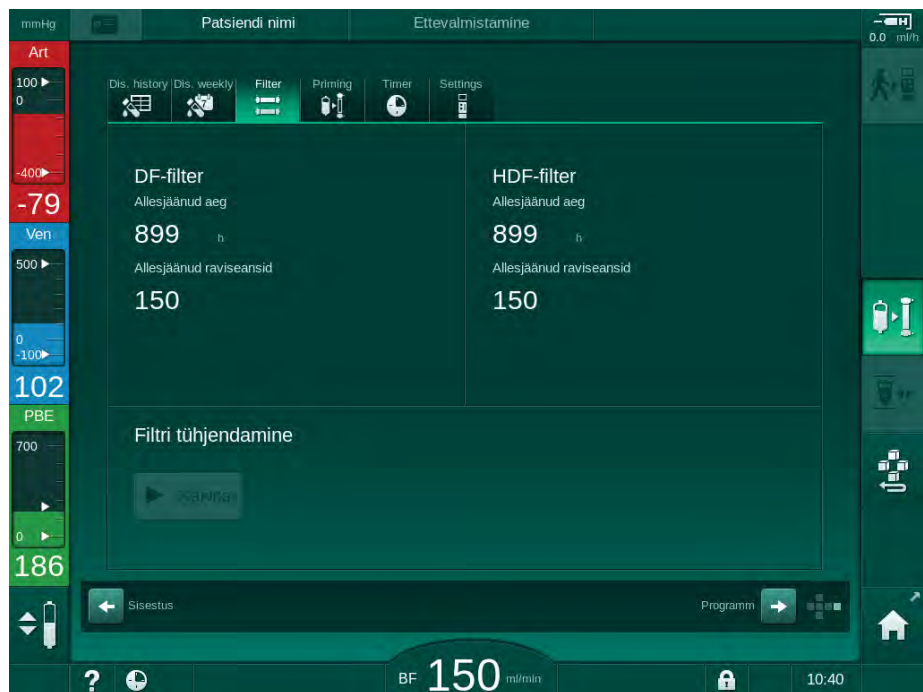 mmHg
Patsiendi nimi
Ettevalmistamine
0.0 ml/h
Art
100
0
-400
-79
Ven
500
0
-100
102
PBE
700
0
186
Dis. history
Dis. weekly
7
Filter
Priming
Timer
Settings
DF-filter
Allesjäänud aeg
899 h
Allesjäänud raviseansid
150
HDF-filter
Allesjäänud aeg
899 h
Allesjäänud raviseansid
150
Filtri tühjendamine
Sisestus
Programm
?
BF 150 ml/min
10:40